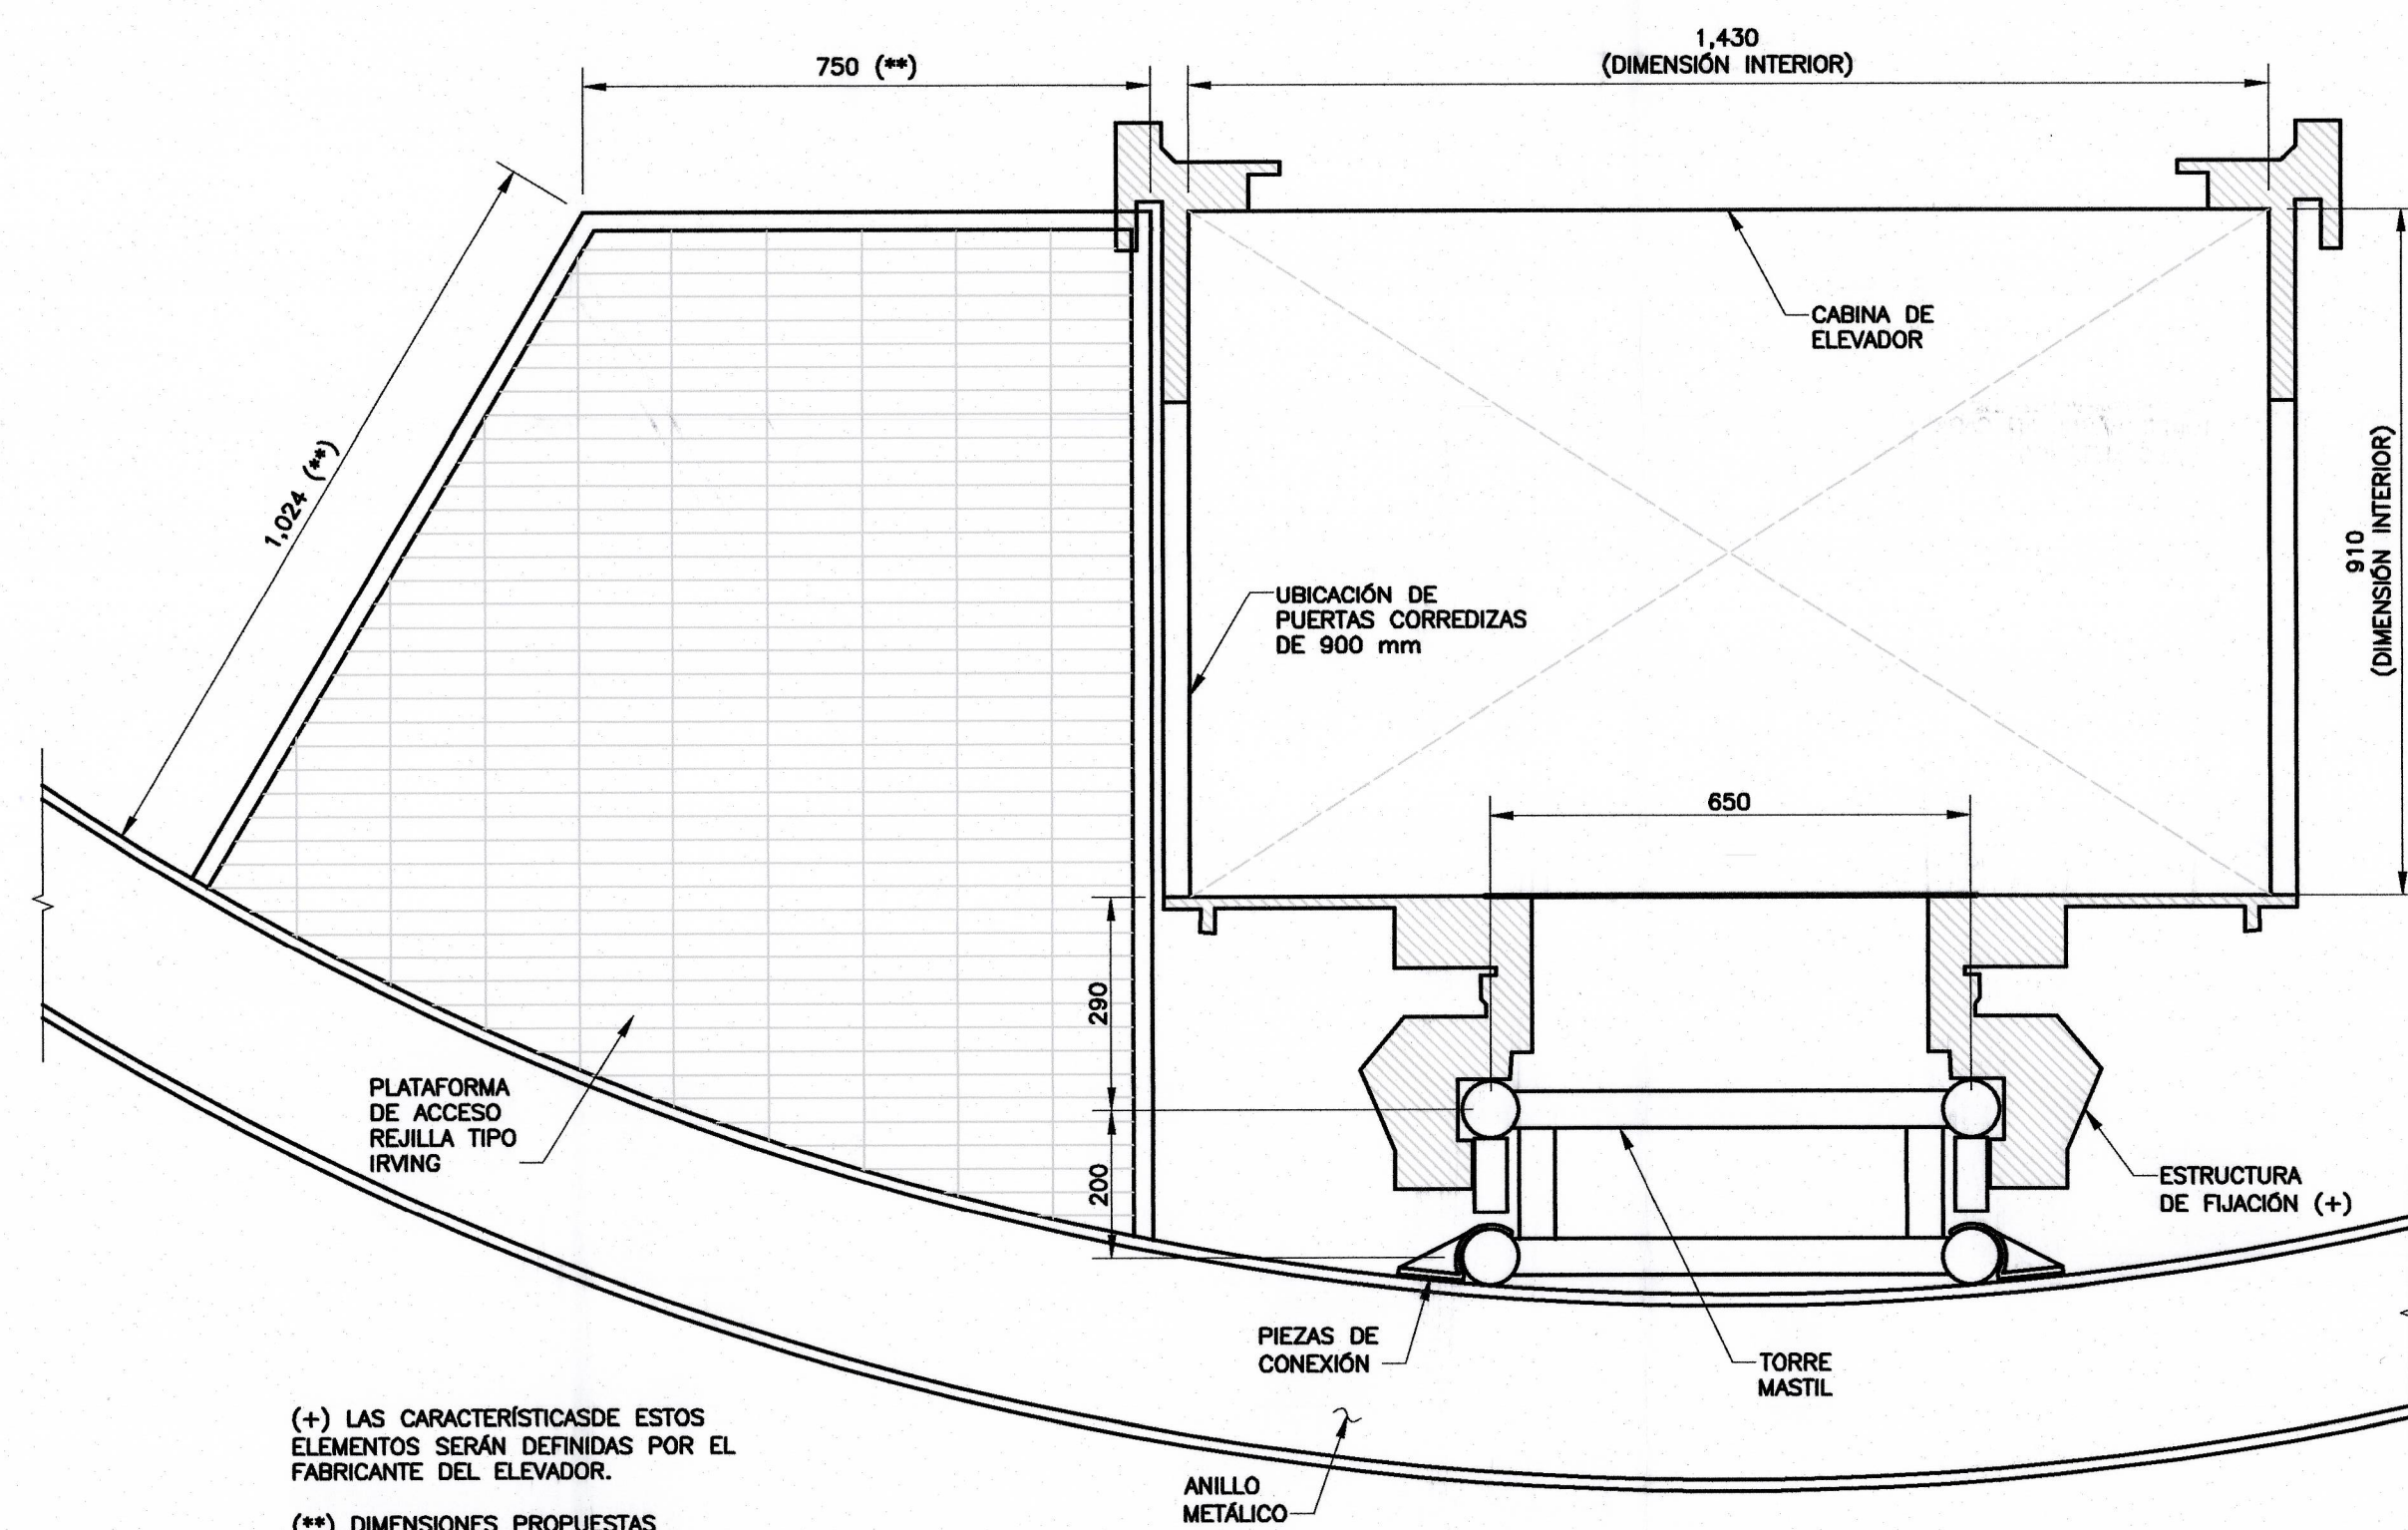 1,430
(DIMENSIÓN INTERIOR)
750 (**)
CABINA DE
ELEVADOR
1,024 (**)
910
(DIMENSIÓN INTERIOR)
UBICACIÓN DE
PUERTAS CORREDIZAS
DE 900 mm
650
290
PLATAFORMA
DE ACCESO
REJILLA TIPO
IRVING
200
ESTRUCTURA
DE FIJACIÓN (+)
PIEZAS DE
CONEXIÓN
TORRE
MASTIL
(+) LAS CARACTERÍSTICASDE ESTOS
ELEMENTOS SERÁN DEFINIDAS POR EL
FABRICANTE DEL ELEVADOR.
ANILLO
METÁLICO
(**) DIMENSIONES PROPUESTAS